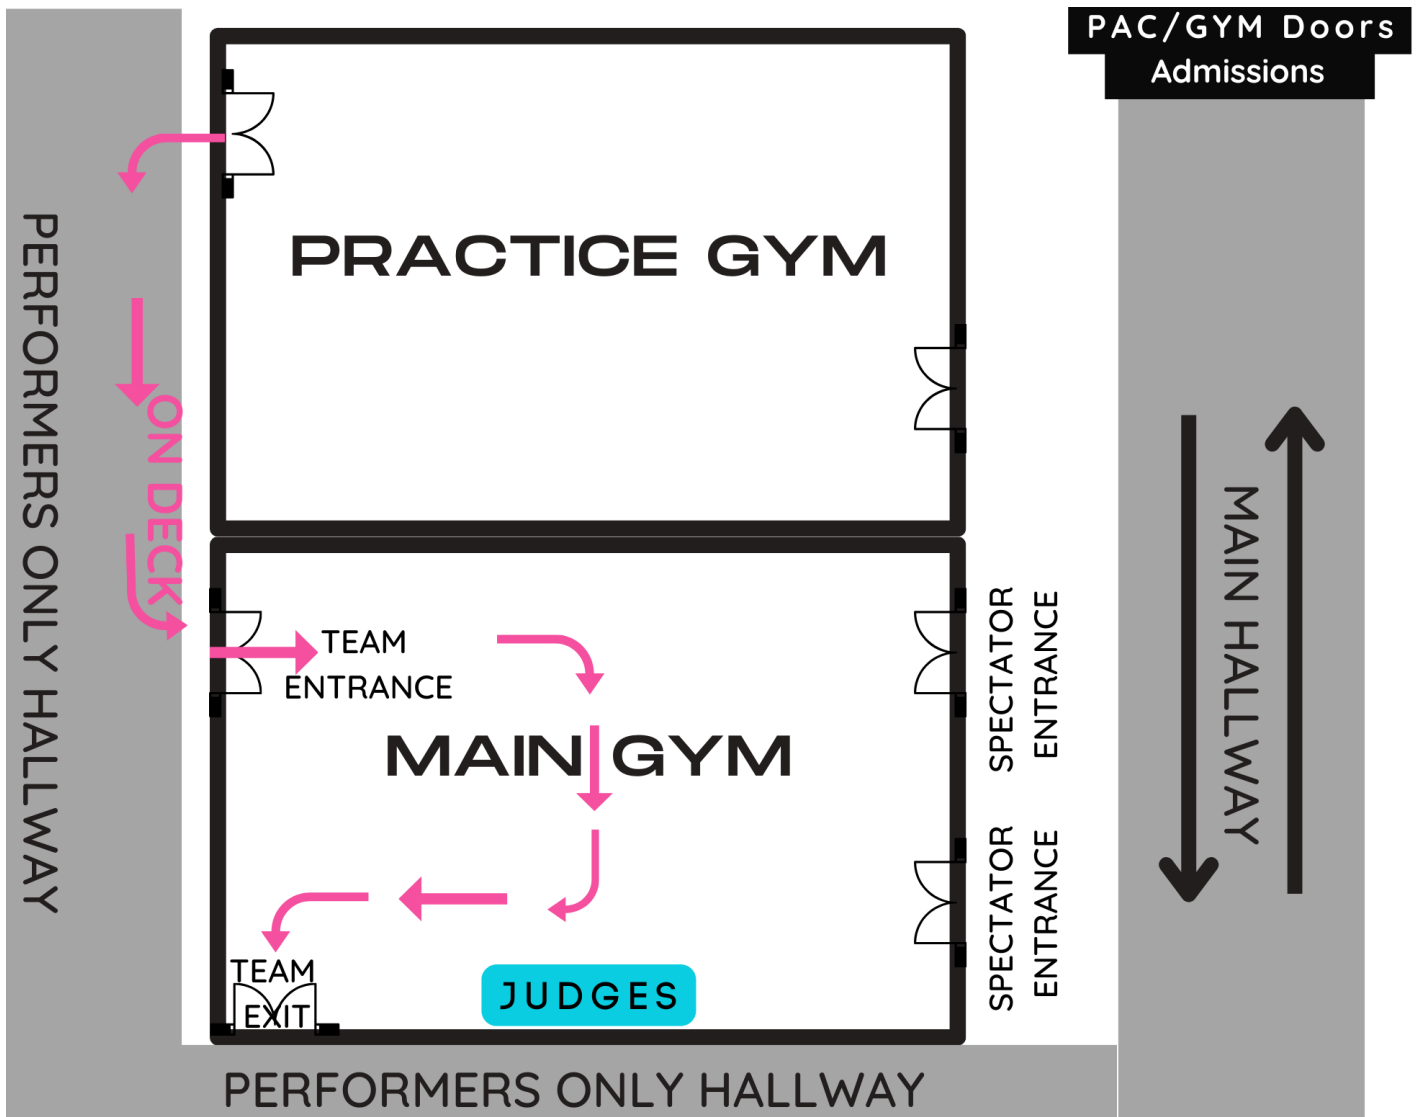 PAC/GYM Doors
Admissions
PRACTICE GYM
PERFORMERS ONLY HALLWAY
ON DECK
TEAM
ENTRANCE
MAIN GYM
SPECTATOR
ENTRANCE
SPECTATOR
ENTRANCE
MAIN HALLWAY
TEAM
EXIT
JUDGES
PERFORMERS ONLY HALLWAY